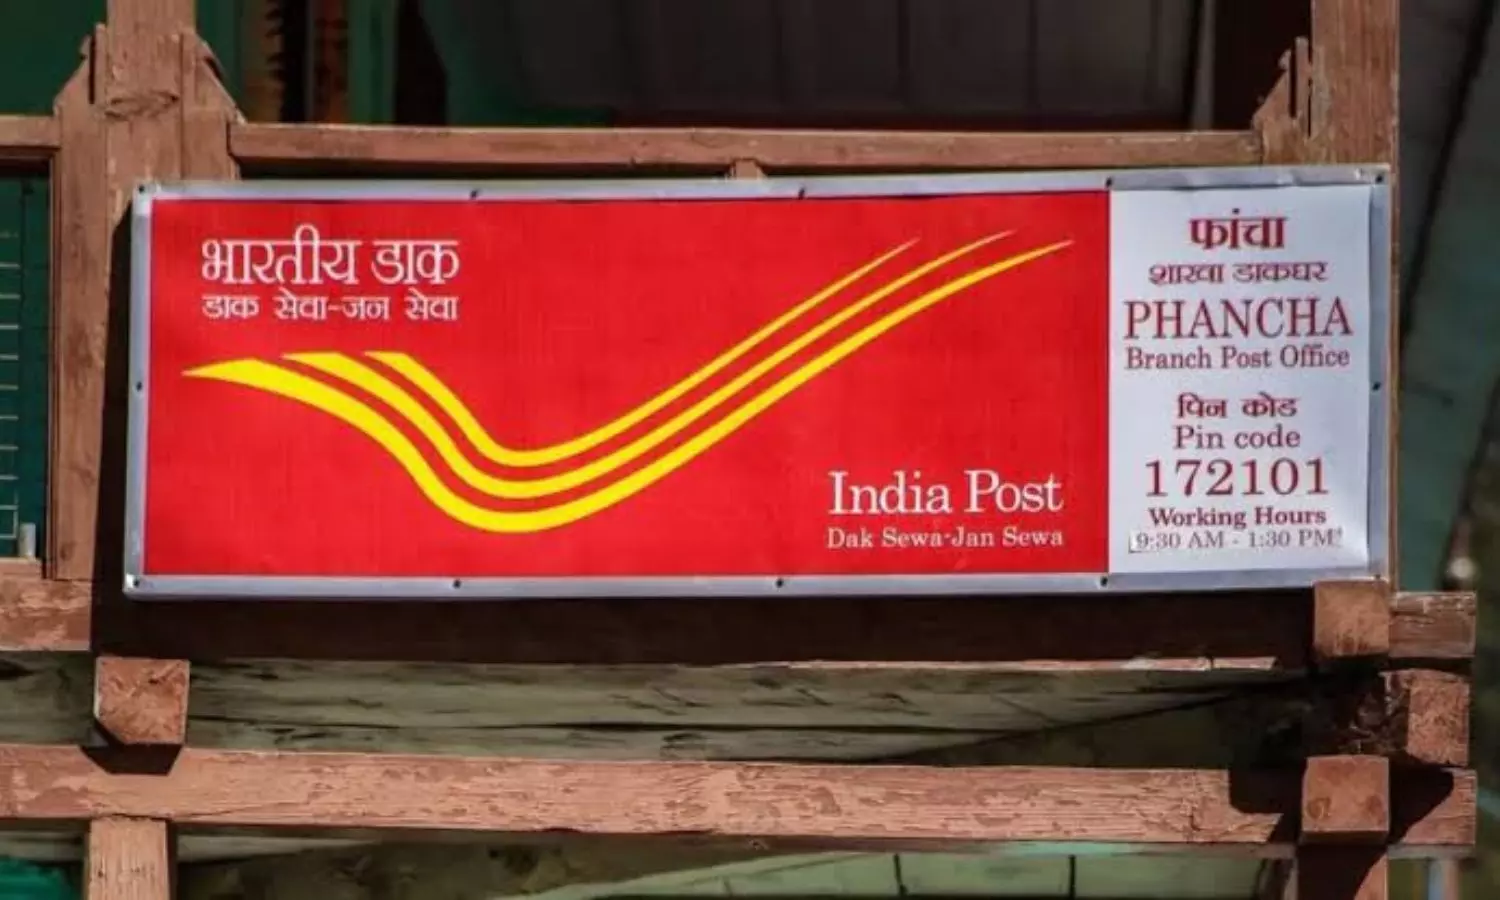 भारतीय डाक
डाक सेवा-जन सेवा
India Post
Dak Sewa-Jan Sewa
फांचा
शाखा डाकघर
PHANCHA
Branch Post Office
पिन कोड
Pin code
172101
Working Hours
9:30 AM - 1:30 PM